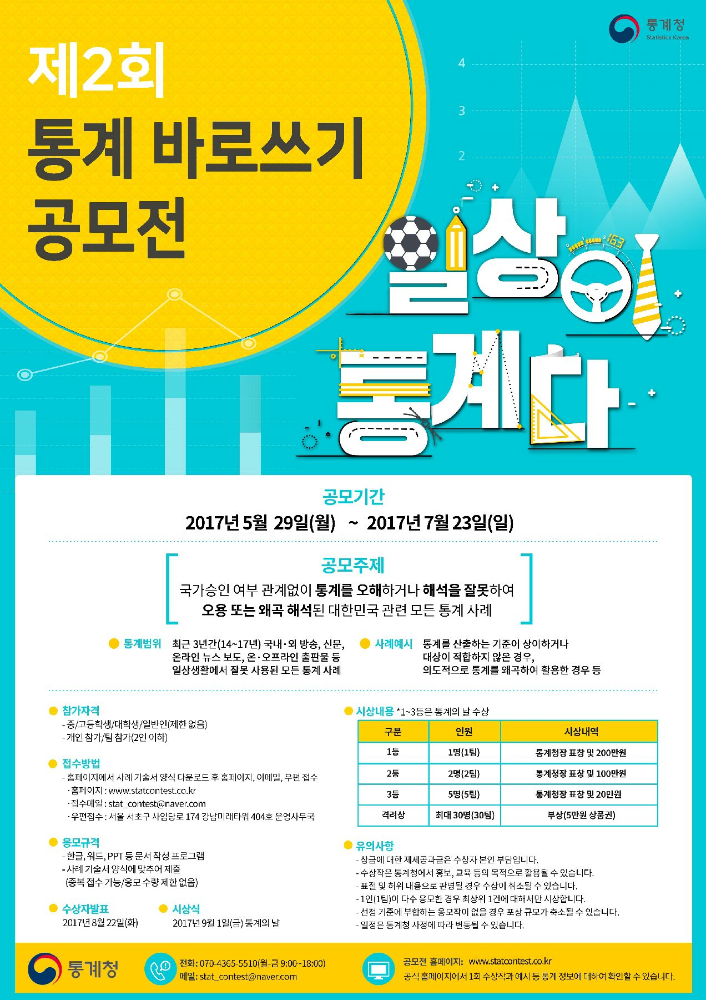 통계청
Statistics Korea
제2회
통계 바로쓰기
공모전
4
3
2
1
일상이
0 1 2 163
통계다
0 x
공모기간
2017년 5월 29일(월) ~ 2017년 7월 23일(일)
공모주제
국가승인 여부 관계없이 통계를 오해하거나 해석을 잘못하여
오용 또는 왜곡 해석된 대한민국 관련 모든 통계 사례
통계범위 최근 3년간(14~17년) 국내·외 방송, 신문,
온라인 뉴스 보도, 온·오프라인 출판물 등
일상생활에서 잘못 사용된 모든 통계 사례
사례예시 통계를 산출하는 기준이 상이하거나
대상이 적합하지 않은 경우,
의도적으로 통계를 왜곡하여 활용한 경우 등
참가자격
- 중/고등학생/대학생/일반인(제한 없음)
- 개인 참가/팀 참가(2인 이하)
접수방법
- 홈페이지에서 사례 기술서 양식 다운로드 후 홈페이지, 이메일, 우편 접수
·홈페이지 : www.statcontest.co.kr
·접수메일 : stat_contest@naver.com
·우편접수 : 서울 서초구 사임당로 174 강남미래타워 404호 운영사무국
응모규격
- 한글, 워드, PPT 등 문서 작성 프로그램
- 사례 기술서 양식에 맞추어 제출
(중복 접수 가능/응모 수량 제한 없음)
수상자발표
2017년 8월 22일(화)
시상식
2017년 9월 1일(금) 통계의 날
시상내용 *1~3등은 통계의 날 수상
구분 인원 시상내역
1등 1명(1팀) 통계청장 표창 및 200만원
2등 2명(2팀) 통계청장 표창 및 100만원
3등 5명(5팀) 통계청장 표창 및 20만원
격려상 최대 30명(30팀) 부상(5만원 상품권)
유의사항
- 상금에 대한 제세공과금은 수상자 본인 부담입니다.
- 수상작은 통계청에서 홍보, 교육 등의 목적으로 활용될 수 있습니다.
- 표절 및 허위 내용으로 판명될 경우 수상이 취소될 수 있습니다.
- 1인(1팀)이 다수 응모한 경우 최상위 1건에 대해서만 시상합니다.
- 선정 기준에 부합하는 응모작이 없을 경우 포상 규모가 축소될 수 있습니다.
- 일정은 통계청 사정에 따라 변동될 수 있습니다.
통계청
전화: 070-4365-5510(월-금 9:00~18:00)
메일: stat_contest@naver.com
공모전 홈페이지: www.statcontest.co.kr
공식 홈페이지에서 1회 수상작과 예시 등 통계 정보에 대하여 확인할 수 있습니다.